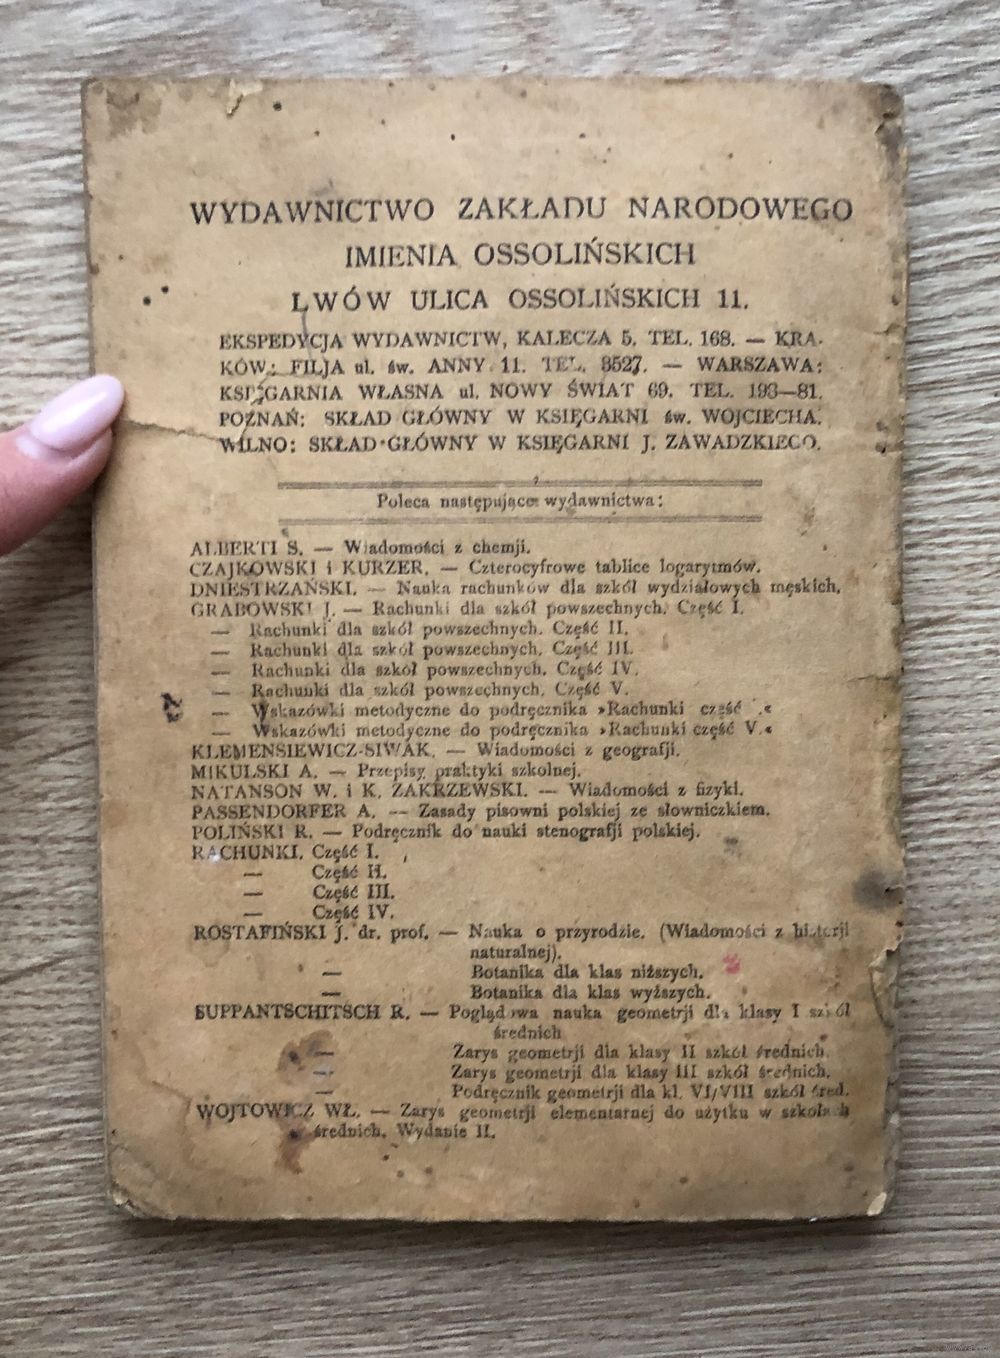 WYDAWNICTWO ZAKŁADU NARODOWEGO
IMIENIA OSSOLIŃSKICH
LWÓW ULICA OSSOLIŃSKICH 11.
EKSPEDYCJA WYDAWNICTW, KALECZA 5. TEL. 168. — KRA-
KÓW: FILJA ul. św. ANNY 11. TEL. 3527. — WARSZAWA:
KSIĘGARNIA WŁASNA ul. NOWY ŚWIAT 69. TEL. 193—81.
POZNAŃ: SKŁAD GŁÓWNY W KSIĘGARNI św. WOJCIECHA.
WILNO: SKŁAD GŁÓWNY W KSIĘGARNI J. ZAWADZKIEGO.
Poleca następujące wydawnictwa:
ALBERTI S. — Wiadomości z chemji.
CZAJKOWSKI i KURZER. — Czterocyfrowe tablice logarytmów.
DNIESTRZAŃSKI. — Nauka rachunków dla szkół wydziałowych męskich.
GRABOWSKI J. — Rachunki dla szkół powszechnych. Część I.
— Rachunki dla szkół powszechnych. Część II.
— Rachunki dla szkół powszechnych. Część III.
— Rachunki dla szkół powszechnych. Część IV.
— Rachunki dla szkół powszechnych. Część V.
— Wskazówki metodyczne do podręcznika »Rachunki część
— Wskazówki metodyczne do podręcznika »Rachunki część V.«
KLEMENSIEWICZ-SIWAK. — Wiadomości z geografji.
MIKULSKI A. — Przepisy praktyki szkolnej.
NATANSON W. i K. ZAKRZEWSKI. — Wiadomości z fizyki.
PASSENDORFER A. — Zasady pisowni polskiej ze słowniczkiem.
POLIŃSKI R. — Podręcznik do nauki stenografji polskiej.
RACHUNKI. Część I.
— Część II.
— Część III.
— Część IV.
ROSTAFIŃSKI J. dr. prof. — Nauka o przyrodzie. (Wiadomości z historji
naturalnej).
— Botanika dla klas niższych.
— Botanika dla klas wyższych.
SUPPANTSCHITSCH R. — Poglądowa nauka geometrji dla klasy I szkół
średnich
— Zarys geometrji dla klasy II szkół średnich.
— Zarys geometrji dla klasy III szkół średnich.
— Podręcznik geometrji dla kl. VI/VIII szkół śred.
WOJTOWICZ WŁ. — Zarys geometrji elementarnej do użytku w szkołach
średnich. Wydanie II.